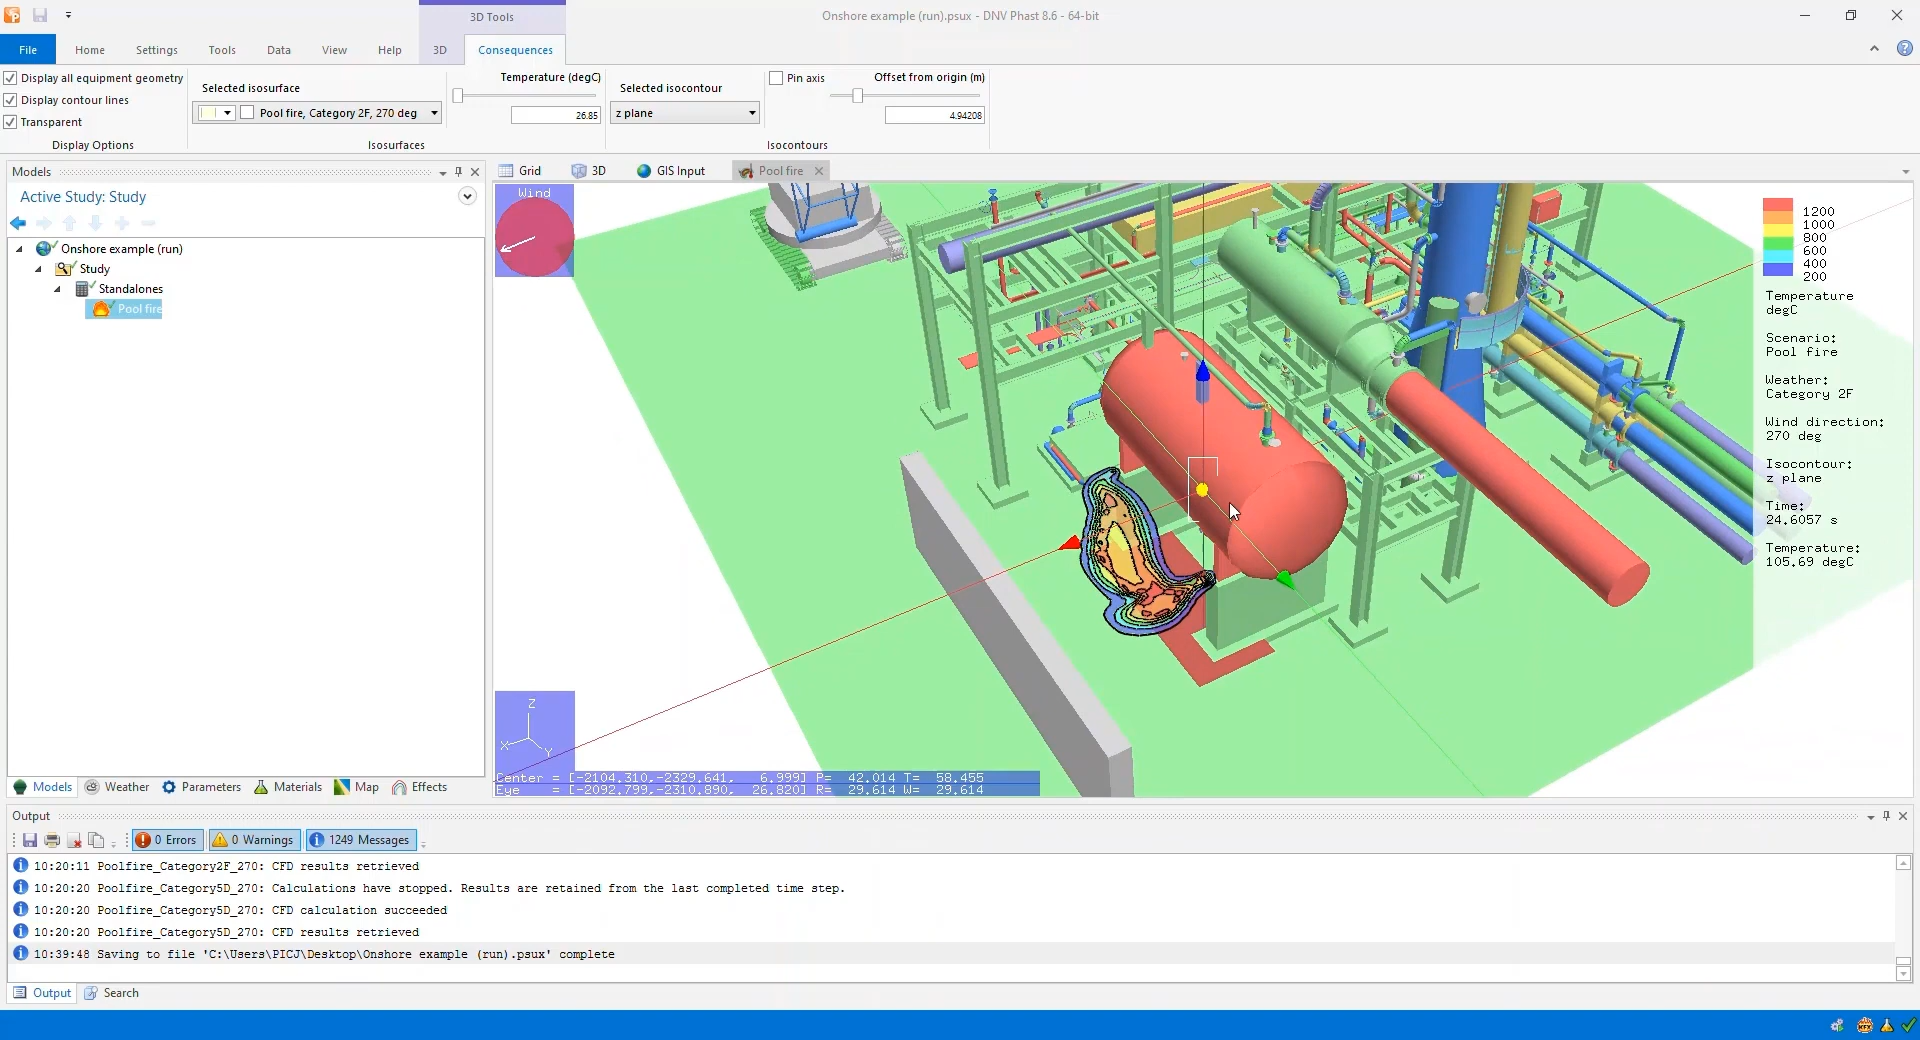 3D Tools
Onshore example (run).psux - DNV Phast 8.6 - 64-bit
File Home Settings Tools Data View Help 3D Consequences
Display all equipment geometry
Display contour lines
Transparent
Display Options
Selected isosurface
Pool fire, Category 2F, 270 deg
Temperature (degC)
26.85
Isosurfaces
Selected isocontour
z plane
Pin axis
Offset from origin (m)
4.94208
Isocontours
Models
Active Study: Study
Onshore example (run)
Study
Standalones
Pool fire
Grid 3D GIS Input Pool fire
Wind
1200
1000
800
600
400
200
Temperature
degC
Scenario:
Pool fire
Weather:
Category 2F
Wind direction:
270 deg
Isocontour:
z plane
Time:
24.6057 s
Temperature:
105.69 degC
Z
X
Y
Center = [-2104.310,-2329.641, 6.999] P= 42.014 T= 58.455
Eye = [-2092.799,-2310.890, 26.820] R= 29.614 W= 29.614
Models Weather Parameters Materials Map Effects
Output
0 Errors 0 Warnings 1249 Messages
10:20:11 Poolfire_Category2F_270: CFD results retrieved
10:20:20 Poolfire_Category5D_270: Calculations have stopped. Results are retained from the last completed time step.
10:20:20 Poolfire_Category5D_270: CFD calculation succeeded
10:20:20 Poolfire_Category5D_270: CFD results retrieved
10:39:48 Saving to file 'C:\Users\PICJ\Desktop\Onshore example (run).psux' complete
Output Search
KFX